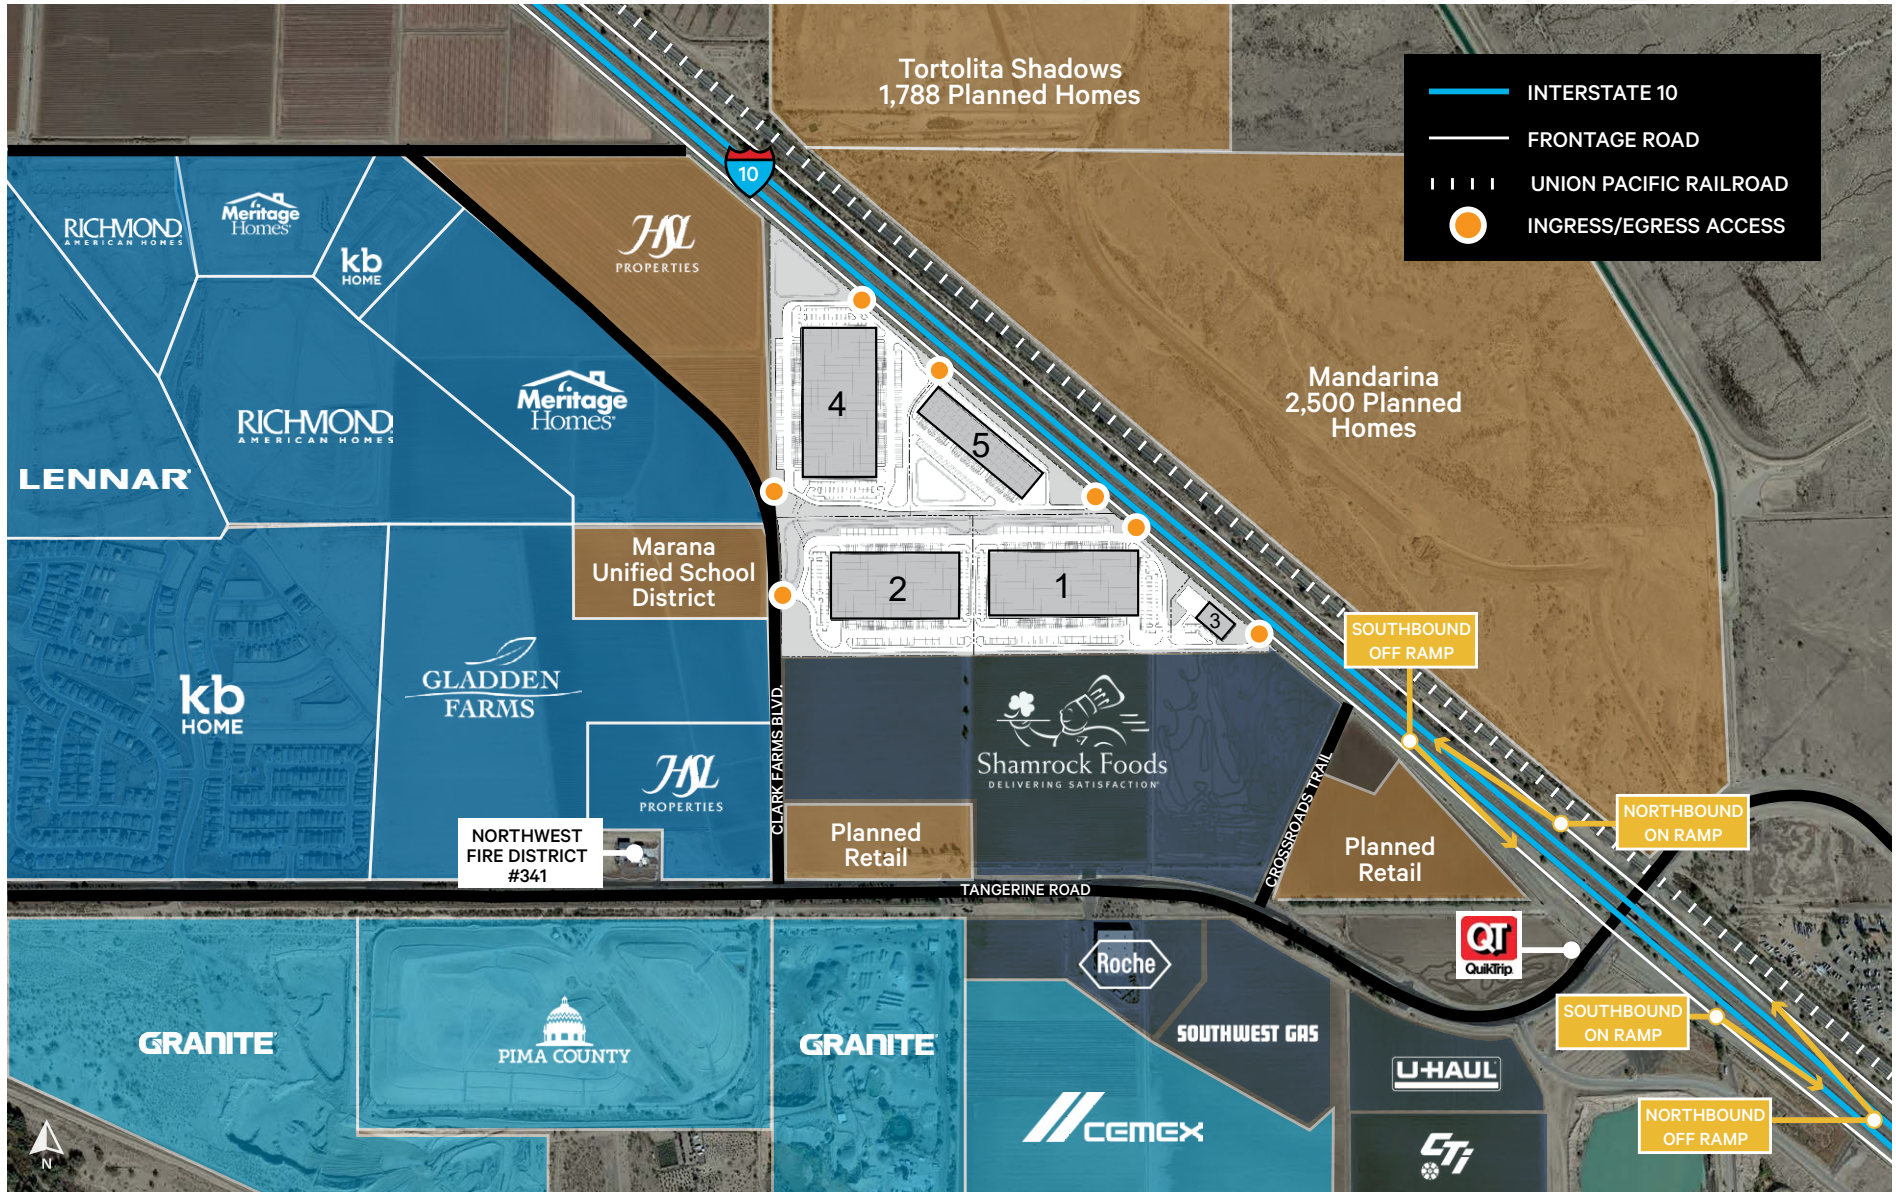 Tortolita Shadows
1,788 Planned Homes
INTERSTATE 10
FRONTAGE ROAD
UNION PACIFIC RAILROAD
INGRESS/EGRESS ACCESS
10
RICHMOND
AMERICAN HOMES
Meritage
Homes
kb
HOME
HSL
PROPERTIES
Mandarina
2,500 Planned
Homes
4
5
Meritage
Homes
RICHMOND
AMERICAN HOMES
LENNAR
Marana
Unified School
District
2
1
3
SOUTHBOUND
OFF RAMP
GLADDEN
FARMS
kb
HOME
HSL
PROPERTIES
CLARK FARMS BLVD.
Shamrock Foods
DELIVERING SATISFACTION
CROSSROADS TRAIL
NORTHBOUND
ON RAMP
NORTHWEST
FIRE DISTRICT
#341
Planned
Retail
Planned
Retail
TANGERINE ROAD
QT
QuikTrip
Roche
SOUTHWEST GAS
SOUTHBOUND
ON RAMP
GRANITE
PIMA COUNTY
GRANITE
U-HAUL
CEMEX
CTi
NORTHBOUND
OFF RAMP
N